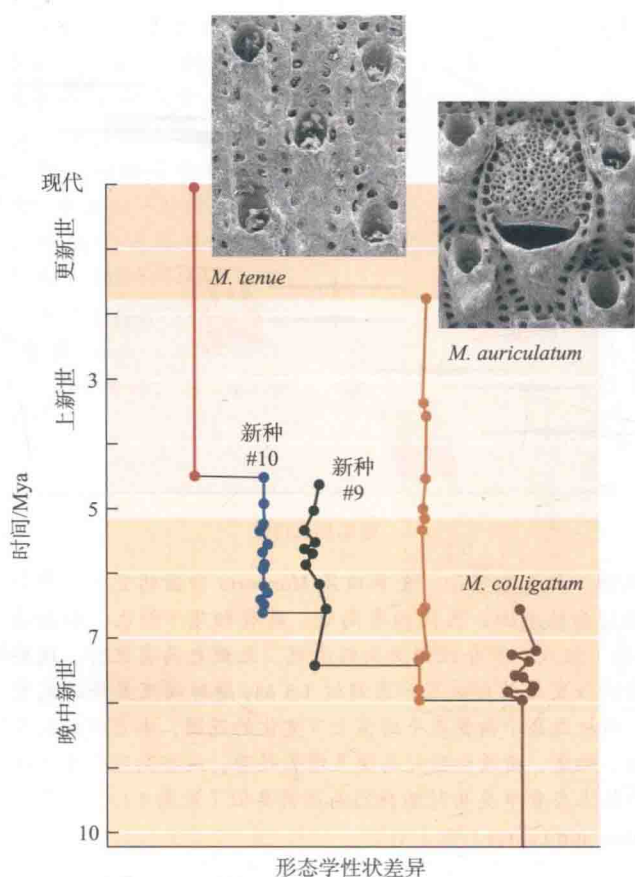 现代
更新世
M. tenue
M. auriculatum
上新世
3
新种
#10
新种
#9
5
时间/Mya
M. colligatum
7
晚中新世
10
形态学性状差异